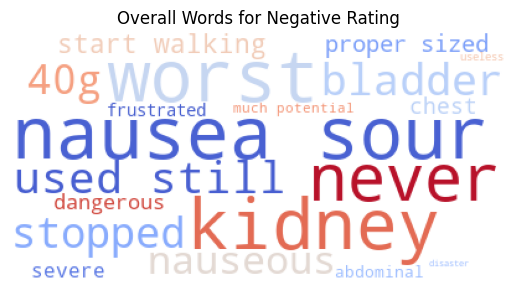 Overall Words for Negative Rating
start walking
proper sized
useless
40g
worst
bladder
frustrated
much potential
chest
nausea sour
used still
never
dangerous
stopped
kidney
nauseous
severe
abdominal
disaster